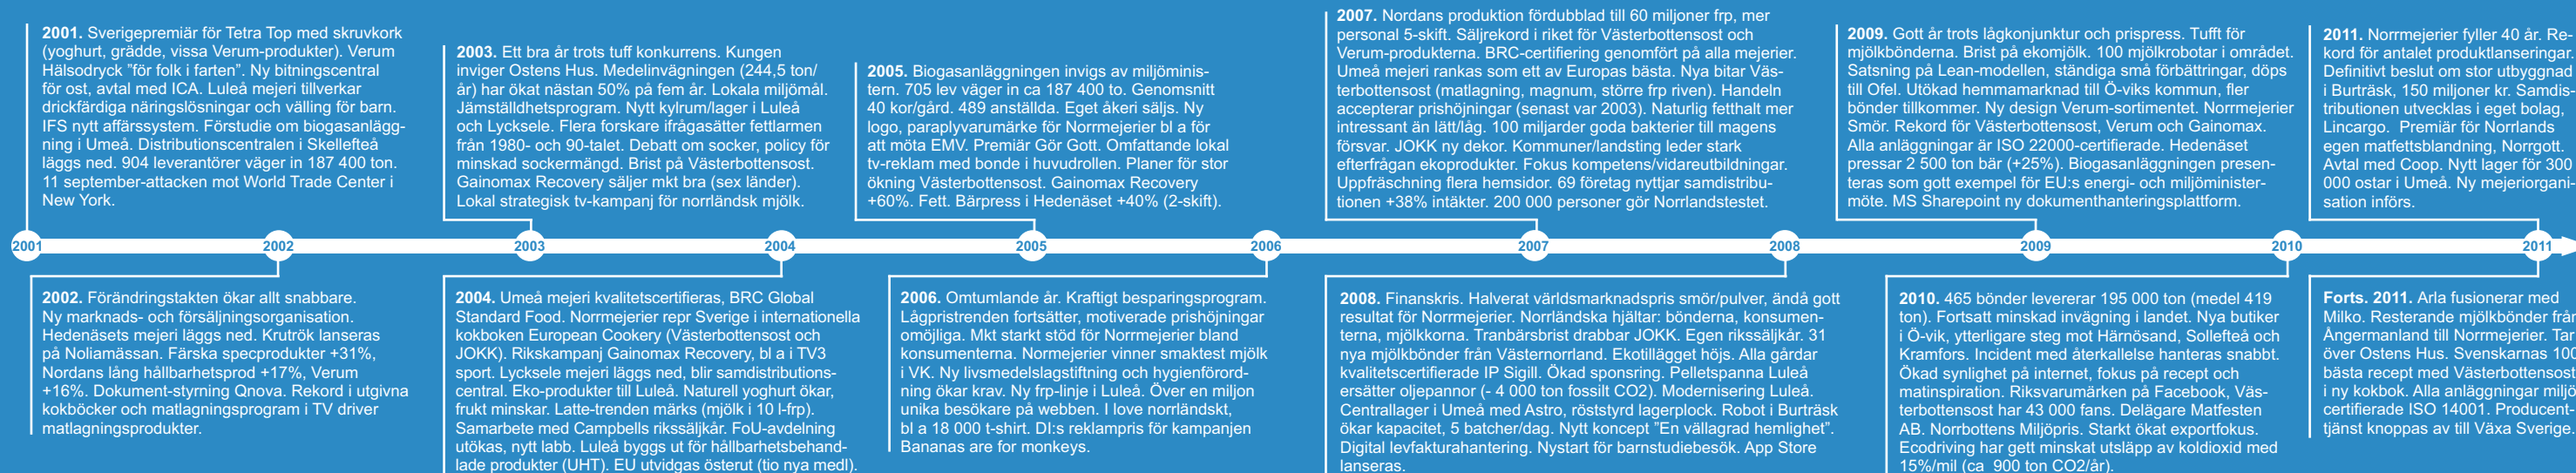 2001. Sverigepremiär för Tetra Top med skruvkork
(yoghurt, grädde, vissa Verum-produkter). Verum
Hälsodryck ”för folk i farten”. Ny bitningscentral
för ost, avtal med ICA. Luleå mejeri tillverkar
drickfärdiga näringslösningar och välling för barn.
IFS nytt affärssystem. Förstudie om biogasanlägg-
ning i Umeå. Distributionscentralen i Skellefteå
läggs ned. 904 leverantörer väger in 187 400 ton.
11 september-attacken mot World Trade Center i
New York.
2003. Ett bra år trots tuff konkurrens. Kungen
inviger Ostens Hus. Medelinvägningen (244,5 ton/
år) har ökat nästan 50% på fem år. Lokala miljömål.
Jämställdhetsprogram. Nytt kylrum/lager i Luleå
och Lycksele. Flera forskare ifrågasätter fettlarmen
från 1980- och 90-talet. Debatt om socker, policy för
minskad sockermängd. Brist på Västerbottensost.
Gainomax Recovery säljer mkt bra (sex länder).
Lokal strategisk tv-kampanj för norrländsk mjölk.
2005. Biogasanläggningen invigs av miljöminis-
tern. 705 lev väger in ca 187 400 to. Genomsnitt
40 kor/gård. 489 anställda. Eget åkeri säljs. Ny
logo, paraplyvarumärke för Norrmejerier bl a för
att möta EMV. Premiär Gör Gott. Omfattande lokal
tv-reklam med bonde i huvudrollen. Planer för stor
ökning Västerbottensost. Gainomax Recovery
+60%. Fett. Bärpress i Hedenäset +40% (2-skift).
2007. Nordans produktion fördubblad till 60 miljoner frp, mer
personal 5-skift. Säljrekord i riket för Västerbottensost och
Verum-produkterna. BRC-certifiering genomfört på alla mejerier.
Umeå mejeri rankas som ett av Europas bästa. Nya bitar Väs-
terbottensost (matlagning, magnum, större frp riven). Handeln
accepterar prishöjningar (senast var 2003). Naturlig fetthalt mer
intressant än lätt/låg. 100 miljarder goda bakterier till magens
försvar. JOKK ny dekor. Kommuner/landsting leder stark
efterfrågan ekoprodukter. Fokus kompetens/vidareutbildningar.
Uppfräschning flera hemsidor. 69 företag nyttjar samdistribu-
tionen +38% intäkter. 200 000 personer gör Norrlandstestet.
2009. Gott år trots lågkonjunktur och prispress. Tufft för
mjölkbönderna. Brist på ekomjölk. 100 mjölkrobotar i området.
Satsning på Lean-modellen, ständiga små förbättringar, döps
till Ofel. Utökad hemmamarknad till Ö-viks kommun, fler
bönder tillkommer. Ny design Verum-sortimentet. Norrmejerier
Smör. Rekord för Västerbottensost, Verum och Gainomax.
Alla anläggningar är ISO 22000-certifierade. Hedenäset
pressar 2 500 ton bär (+25%). Biogasanläggningen presen-
teras som gott exempel för EU:s energi- och miljöminister-
möte. MS Sharepoint ny dokumenthanteringsplattform.
2011. Norrmejerier fyller 40 år. Re-
kord för antalet produktlanseringar.
Definitivt beslut om stor utbyggnad
i Burträsk, 150 miljoner kr. Samdis-
tributionen utvecklas i eget bolag,
Lincargo. Premiär för Norrlands
egen matfettsblandning, Norrgott.
Avtal med Coop. Nytt lager för 300
000 ostar i Umeå. Ny mejeriorgani-
sation införs.
2001 2002 2003 2004 2005 2006 2007 2008 2009 2010 2011
2002. Förändringstakten ökar allt snabbare.
Ny marknads- och försäljningsorganisation.
Hedenäsets mejeri läggs ned. Krutrök lanseras
på Noliamässan. Färska specprodukter +31%,
Nordans lång hållbarhetsprod +17%, Verum
+16%. Dokument-styrning Qnova. Rekord i utgivna
kokböcker och matlagningsprogram i TV driver
matlagningsprodukter.
2004. Umeå mejeri kvalitetscertifieras, BRC Global
Standard Food. Norrmejerier repr Sverige i internationella
kokboken European Cookery (Västerbottensost och
JOKK). Rikskampanj Gainomax Recovery, bl a i TV3
sport. Lycksele mejeri läggs ned, blir samdistributions-
central. Eko-produkter till Luleå. Naturell yoghurt ökar,
frukt minskar. Latte-trenden märks (mjölk i 10 l-frp).
Samarbete med Campbells rikssäljkår. FoU-avdelning
utökas, nytt labb. Luleå byggs ut för hållbarhetsbehand-
lade produkter (UHT). EU utvidgas österut (tio nya medl).
2006. Omtumlande år. Kraftigt besparingsprogram.
Lågpristrenden fortsätter, motiverade prishöjningar
omöjliga. Mkt starkt stöd för Norrmejerier bland
konsumenterna. Normejerier vinner smaktest mjölk
i VK. Ny livsmedelslagstiftning och hygienförord-
ning ökar krav. Ny frp-linje i Luleå. Över en miljon
unika besökare på webben. I love norrländskt,
bl a 18 000 t-shirt. DI:s reklampris för kampanjen
Bananas are for monkeys.
2008. Finanskris. Halverat världsmarknadspris smör/pulver, ändå gott
resultat för Norrmejerier. Norrländska hjältar: bönderna, konsumen-
terna, mjölkkorna. Tranbärsbrist drabbar JOKK. Egen rikssäljkår. 31
nya mjölkbönder från Västernorrland. Ekotillägget höjs. Alla gårdar
kvalitetscertifierade IP Sigill. Ökad sponsring. Pelletspanna Luleå
ersätter oljepannor (- 4 000 ton fossilt CO2). Modernisering Luleå.
Centrallager i Umeå med Astro, röststyrd lagerplock. Robot i Burträsk
ökar kapacitet, 5 batcher/dag. Nytt koncept ”En vällagrad hemlighet”.
Digital levfakturahantering. Nystart för barnstudiebesök. App Store
lanseras.
2010. 465 bönder levererar 195 000 ton (medel 419
ton). Fortsatt minskad invägning i landet. Nya butiker
i Ö-vik, ytterligare steg mot Härnösand, Sollefteå och
Kramfors. Incident med återkallelse hanteras snabbt.
Ökad synlighet på internet, fokus på recept och
matinspiration. Riksvarumärken på Facebook, Väs-
terbottensost har 43 000 fans. Delägare Matfesten
AB. Norrbottens Miljöpris. Starkt ökat exportfokus.
Ecodriving har gett minskat utsläpp av koldioxid med
15%/mil (ca 900 ton CO2/år).
Forts. 2011. Arla fusionerar med
Milko. Resterande mjölkbönder från
Ångermanland till Norrmejerier. Tar
över Ostens Hus. Svenskarnas 100
bästa recept med Västerbottensost
i ny kokbok. Alla anläggningar miljö-
certifierade ISO 14001. Producent-
tjänst knoppas av till Växa Sverige.